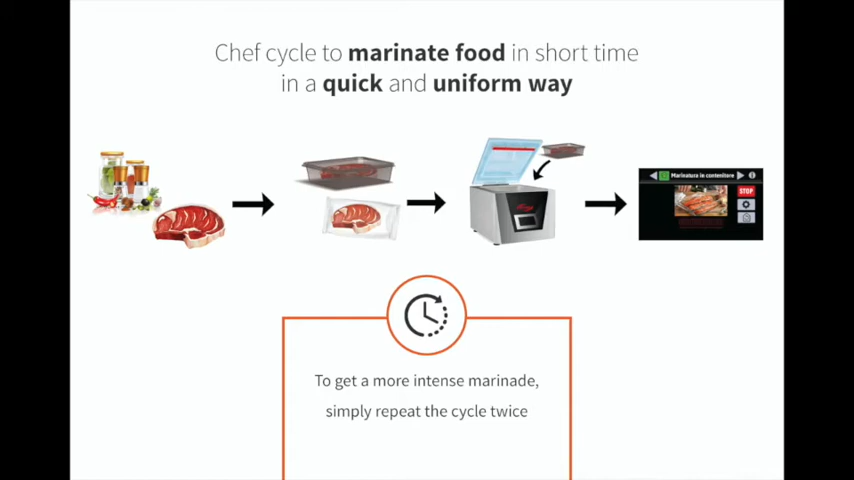 Chef cycle to marinate food in short time
in a quick and uniform way
Marinatura in contenitore
STOP
To get a more intense marinade,
simply repeat the cycle twice